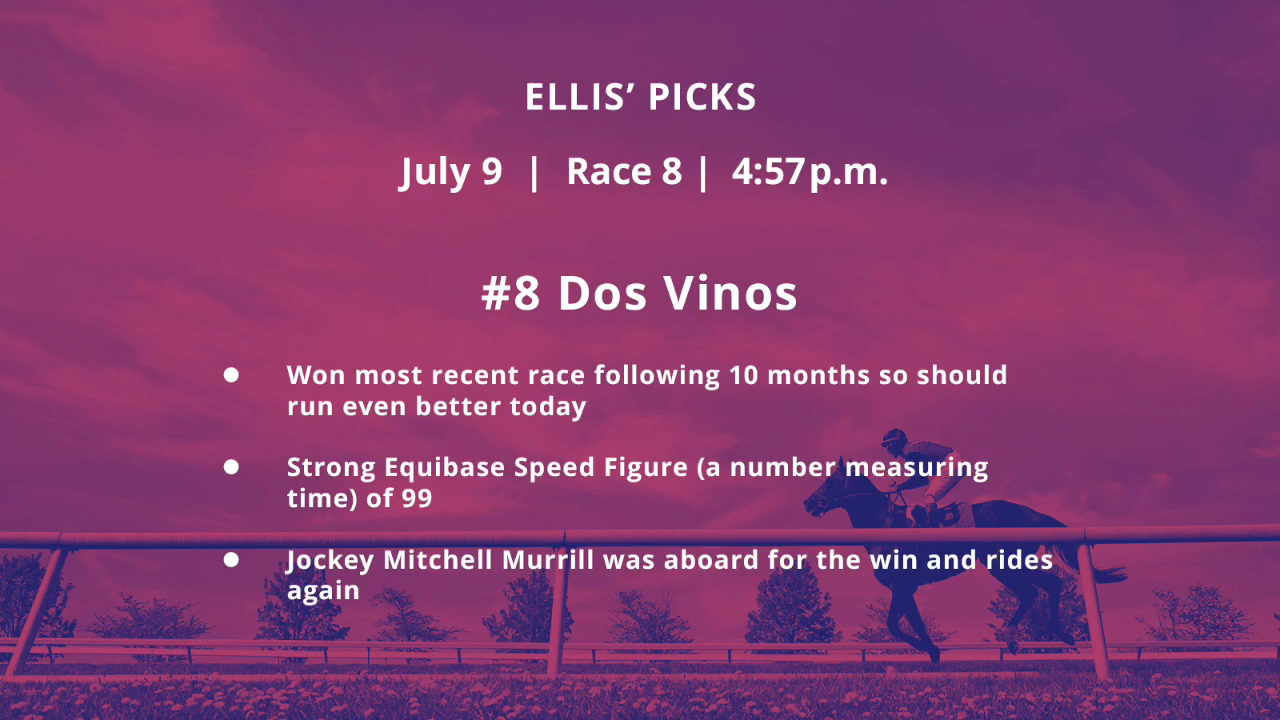 ELLIS’ PICKS
July 9 | Race 8 | 4:57p.m.
#8 Dos Vinos
● Won most recent race following 10 months so should
run even better today
● Strong Equibase Speed Figure (a number measuring
time) of 99
● Jockey Mitchell Murrill was aboard for the win and rides
again